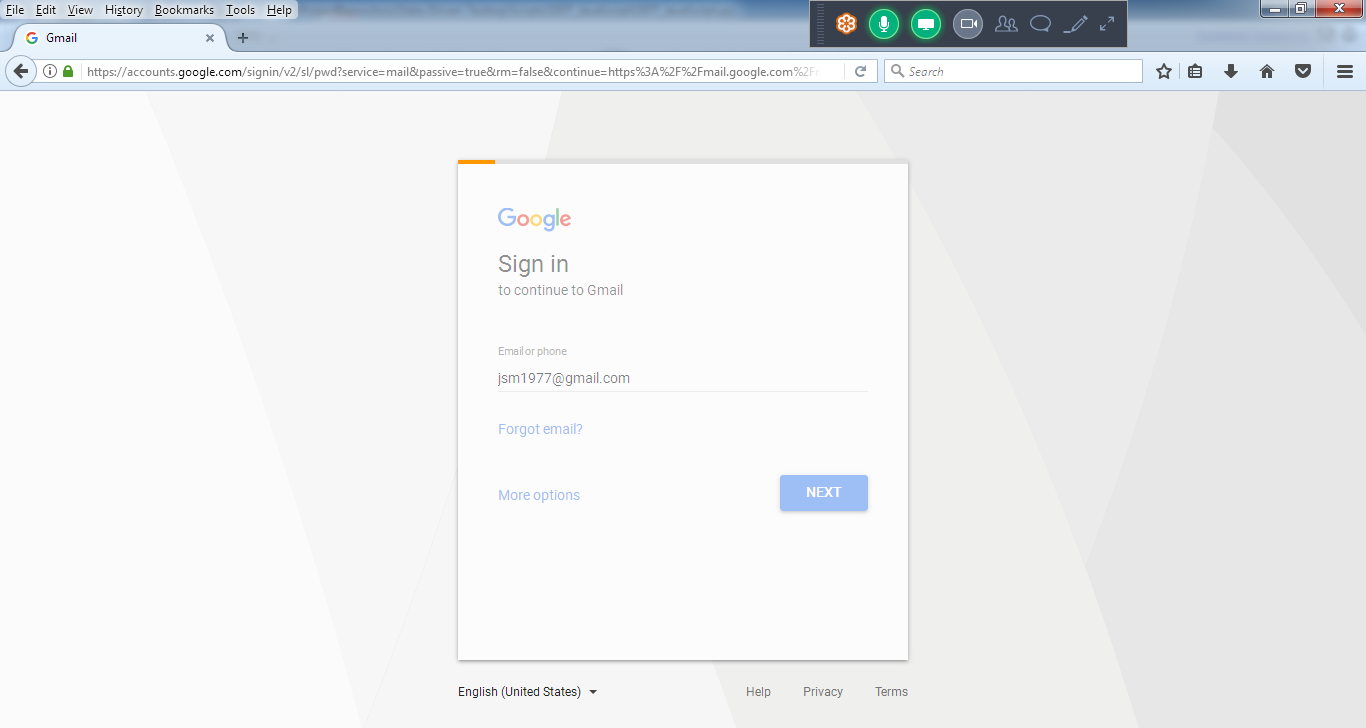 File Edit View History Bookmarks Tools Help
Gmail
https://accounts.google.com/signin/v2/sl/pwd?service=mail&passive=true&rm=false&continue=https%3A%2F%2Fmail.google.com%2F
Search
Google
Sign in
to continue to Gmail
Email or phone
jsm1977@gmail.com
Forgot email?
More options
NEXT
English (United States)
Help Privacy Terms